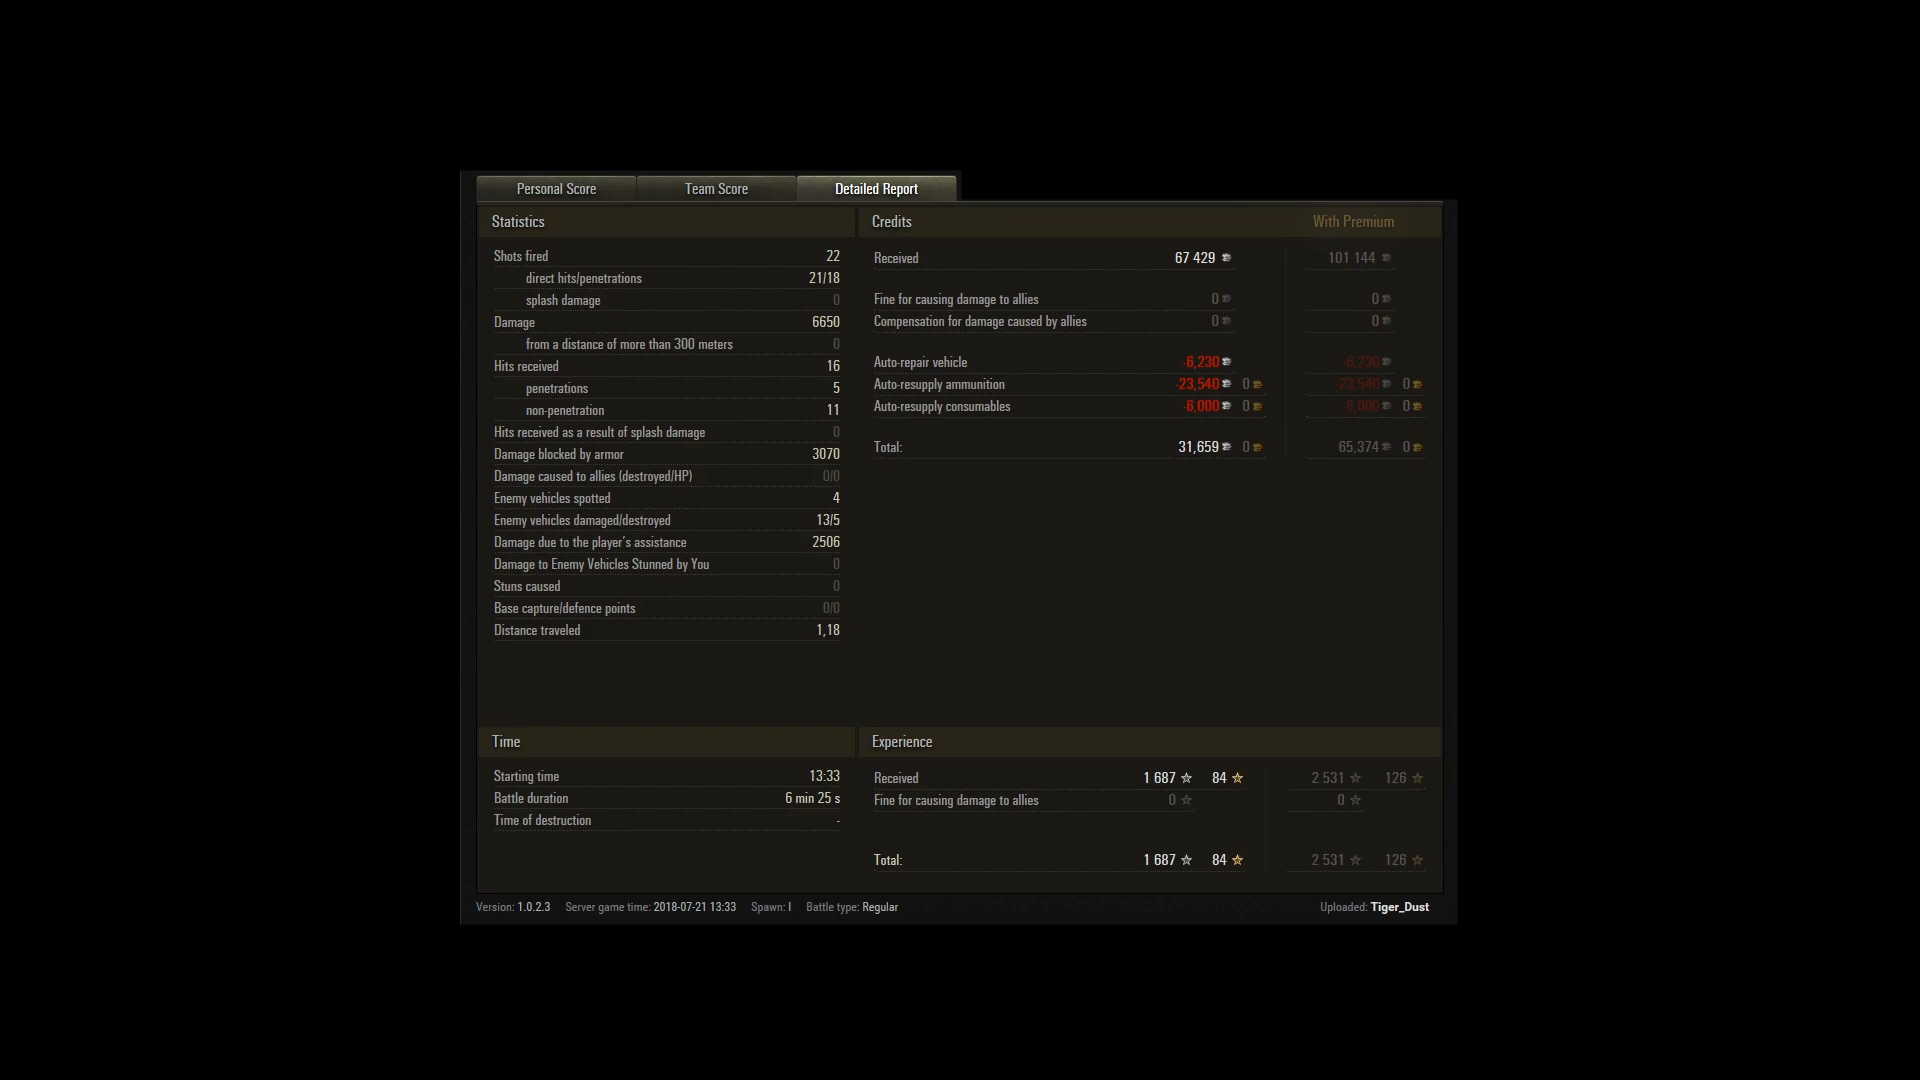 Personal Score Team Score Detailed Report
Statistics
Shots fired 22
direct hits/penetrations 21/18
splash damage 0
Damage 6650
from a distance of more than 300 meters 0
Hits received 16
penetrations 5
non-penetration 11
Hits received as a result of splash damage 0
Damage blocked by armor 3070
Damage caused to allies (destroyed/HP) 0/0
Enemy vehicles spotted 4
Enemy vehicles damaged/destroyed 13/5
Damage due to the player's assistance 2506
Damage to Enemy Vehicles Stunned by You 0
Stuns caused 0
Base capture/defence points 0/0
Distance traveled 1,18
Credits With Premium
Received 67 429 101 144
Fine for causing damage to allies 0 0
Compensation for damage caused by allies 0 0
Auto-repair vehicle -6,230 -6,230
Auto-resupply ammunition -23,540 0 -23,540 0
Auto-resupply consumables -6,000 0 -6,000 0
Total: 31,659 0 65,374 0
Time
Starting time 13:33
Battle duration 6 min 25 s
Time of destruction -
Experience
Received 1 687 84 2 531 126
Fine for causing damage to allies 0 0
Total: 1 687 84 2 531 126
Version: 1.0.2.3 Server game time: 2018-07-21 13:33 Spawn: I Battle type: Regular Uploaded: Tiger_Dust